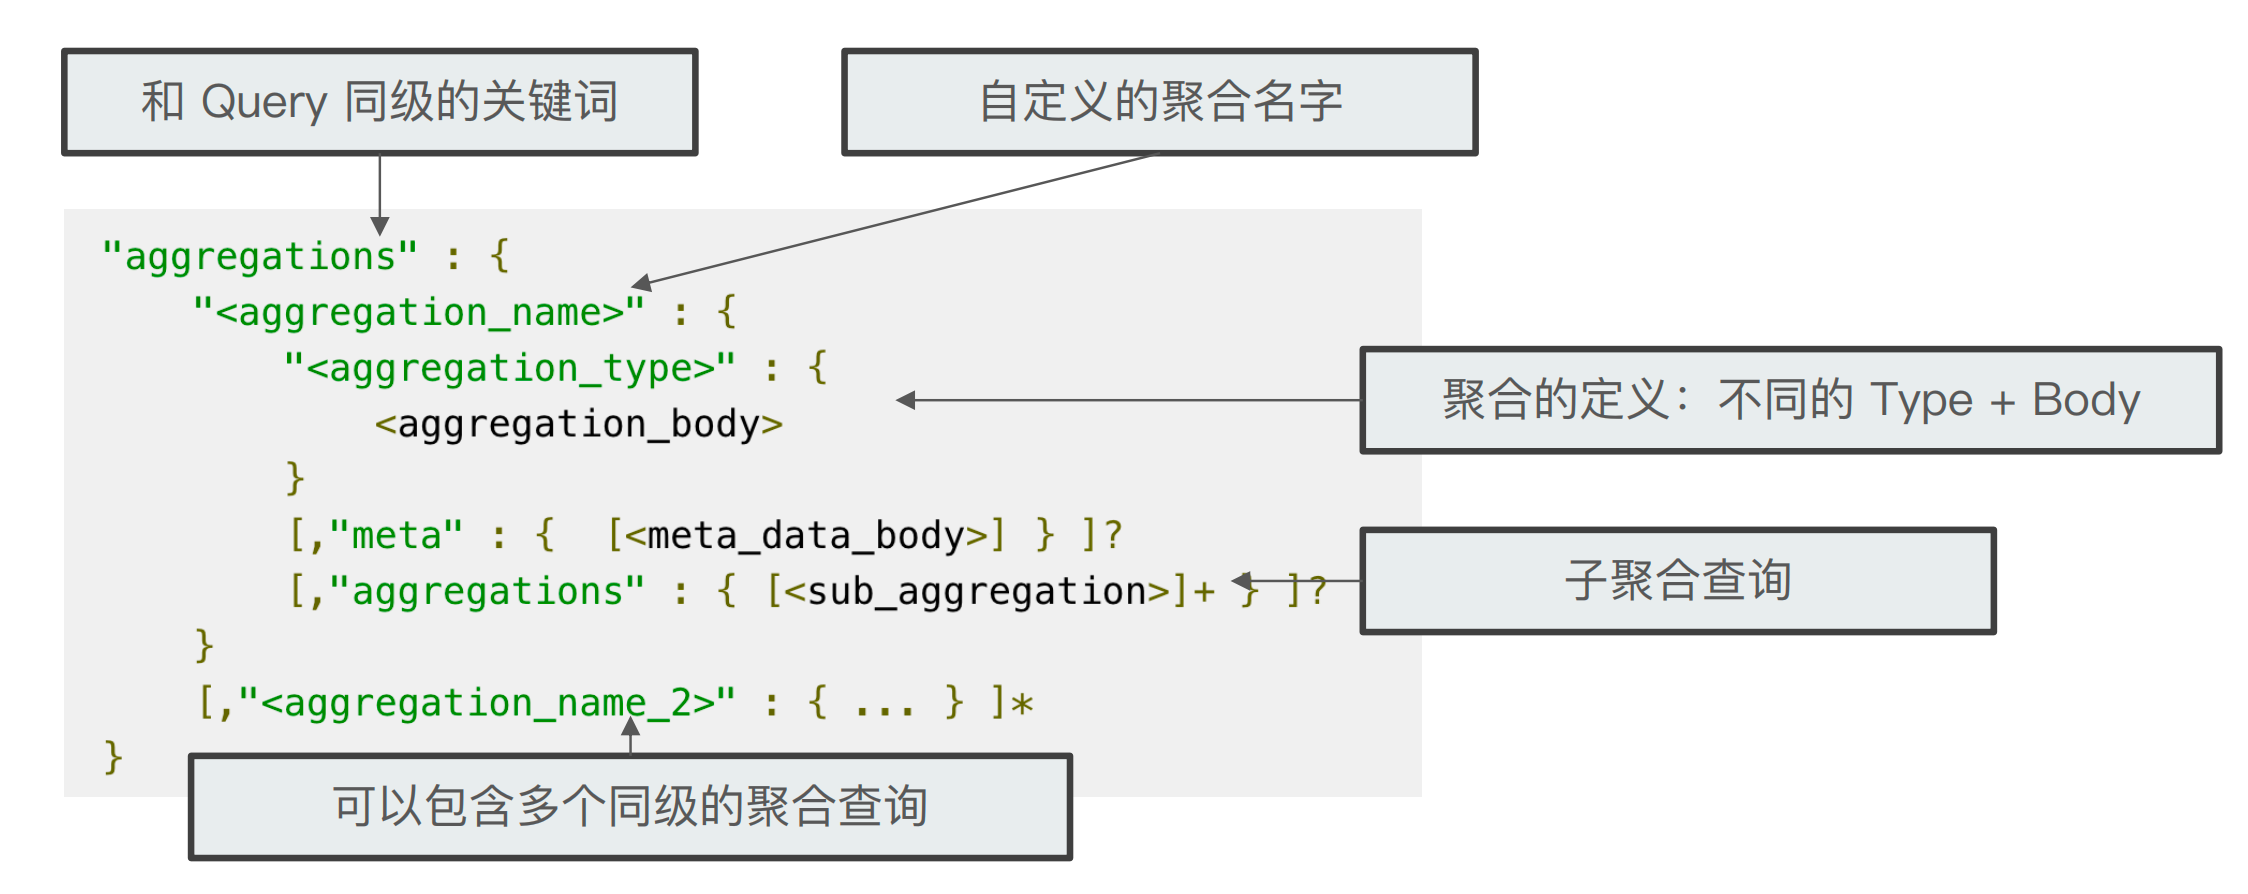 和 Query 同级的关键词
自定义的聚合名字
"aggregations" : {
"<aggregation_name>" : {
"<aggregation_type>" : {
<aggregation_body>
}
[,"meta" : {  [<meta_data_body>] } ]?
[,"aggregations" : { [<sub_aggregation>]+ } ]?
}
[,"<aggregation_name_2>" : { ... } ]*
}
聚合的定义：不同的 Type + Body
子聚合查询
可以包含多个同级的聚合查询